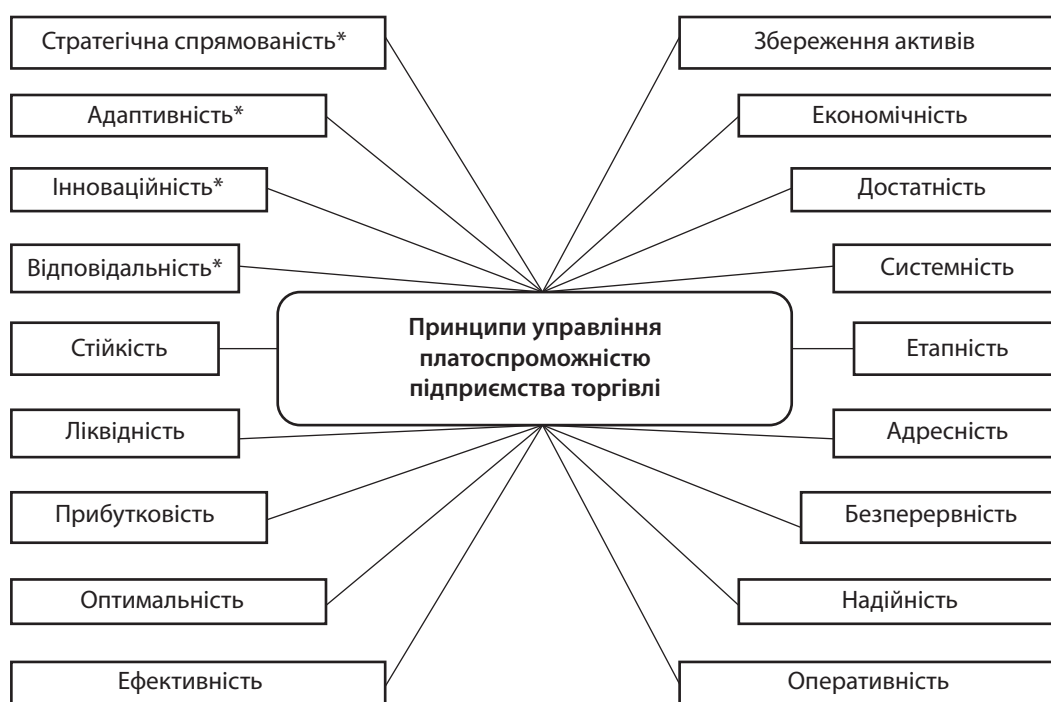 Стратегічна спрямованість*
Збереження активів
Адаптивність*
Економічність
Інноваційність*
Достатність
Відповідальність*
Системність
Принципи управління
платоспроможністю
підприємства торгівлі
Стійкість
Етапність
Ліквідність
Адресність
Прибутковість
Безперервність
Оптимальність
Надійність
Ефективність
Оперативність